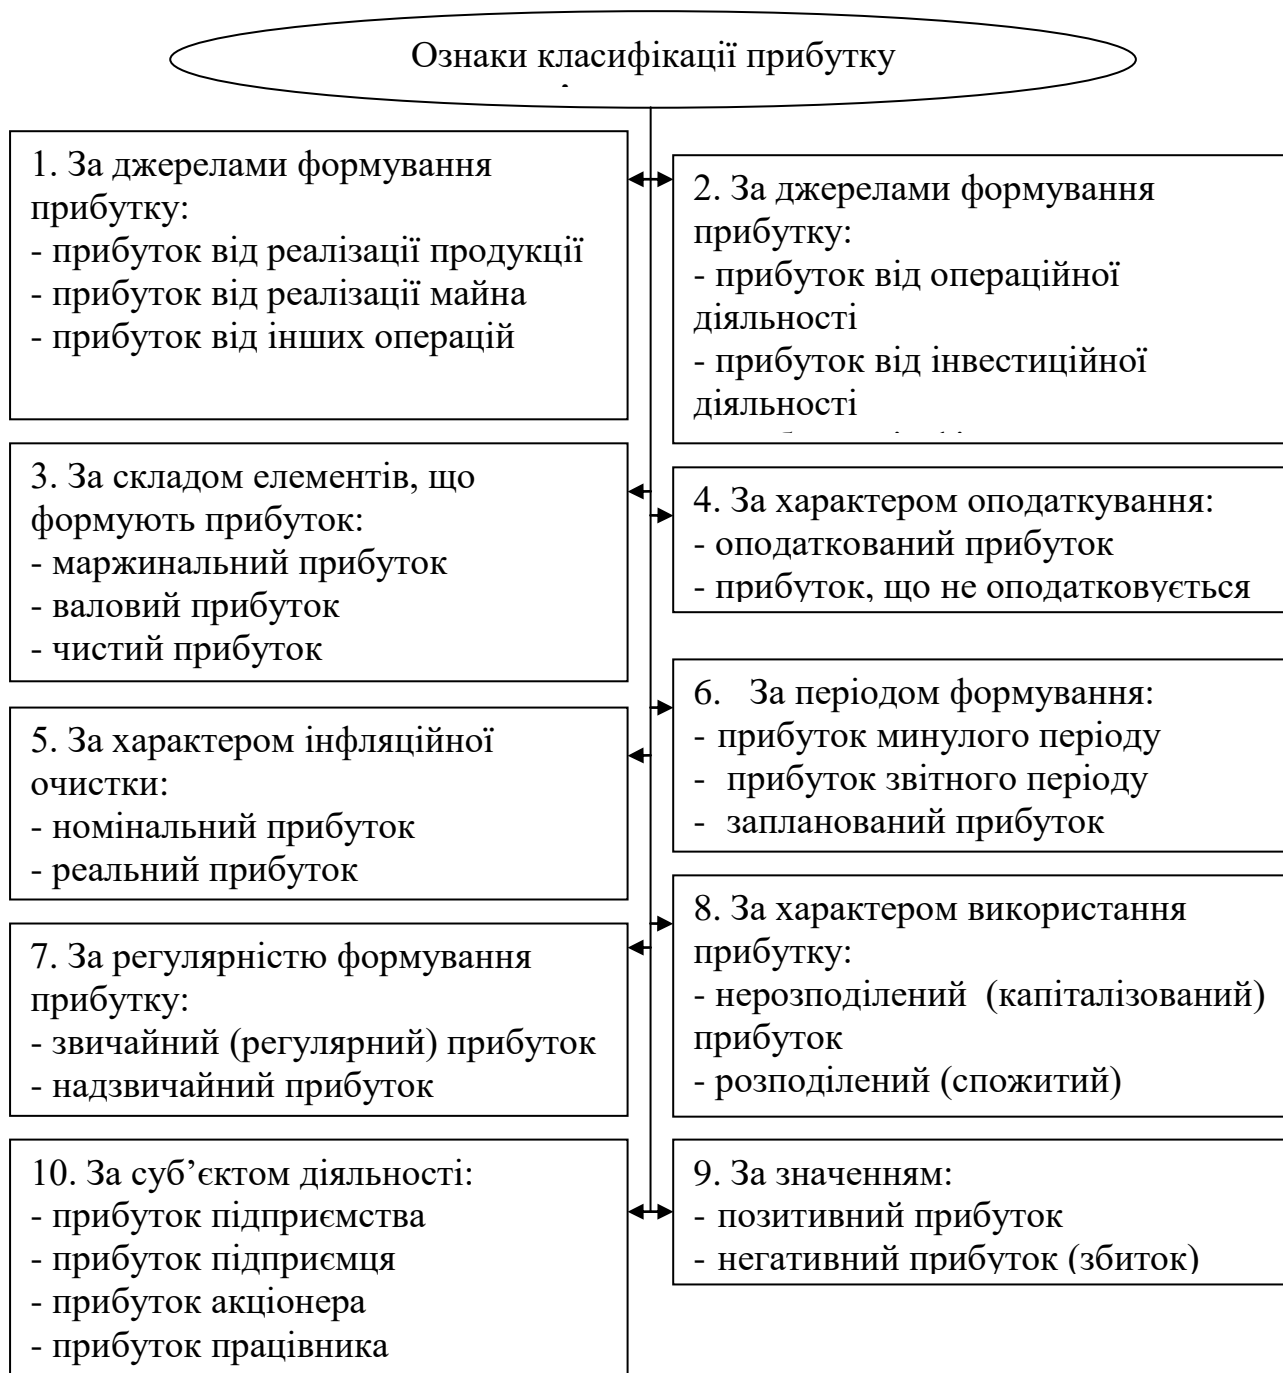 Ознаки класифікації прибутку
1. За джерелами формування
прибутку:
- прибуток від реалізації продукції
- прибуток від реалізації майна
- прибуток від інших операцій
2. За джерелами формування
прибутку:
- прибуток від операційної
діяльності
- прибуток від інвестиційної
діяльності
3. За складом елементів, що
формують прибуток:
- маржинальний прибуток
- валовий прибуток
- чистий прибуток
4. За характером оподаткування:
- оподаткований прибуток
- прибуток, що не оподатковується
5. За характером інфляційної
очистки:
- номінальний прибуток
- реальний прибуток
6. За періодом формування:
- прибуток минулого періоду
- прибуток звітного періоду
- запланований прибуток
7. За регулярністю формування
прибутку:
- звичайний (регулярний) прибуток
- надзвичайний прибуток
8. За характером використання
прибутку:
- нерозподілений (капіталізований)
прибуток
- розподілений (спожитий)
10. За суб’єктом діяльності:
- прибуток підприємства
- прибуток підприємця
- прибуток акціонера
- прибуток працівника
9. За значенням:
- позитивний прибуток
- негативний прибуток (збиток)